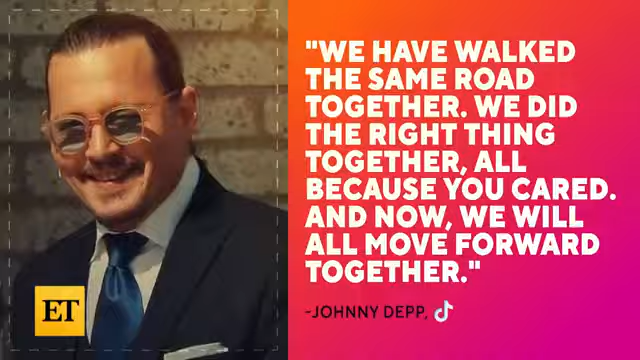 "WE HAVE WALKED
THE SAME ROAD
TOGETHER. WE DID
THE RIGHT THING
TOGETHER, ALL
BECAUSE YOU CARED.
AND NOW, WE WILL
ALL MOVE FORWARD
TOGETHER."
-JOHNNY DEPP,
ET